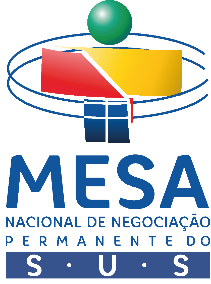 MESA
NACIONAL DE NEGOCIAÇÃO
PERMANENTE DO
S · U · S